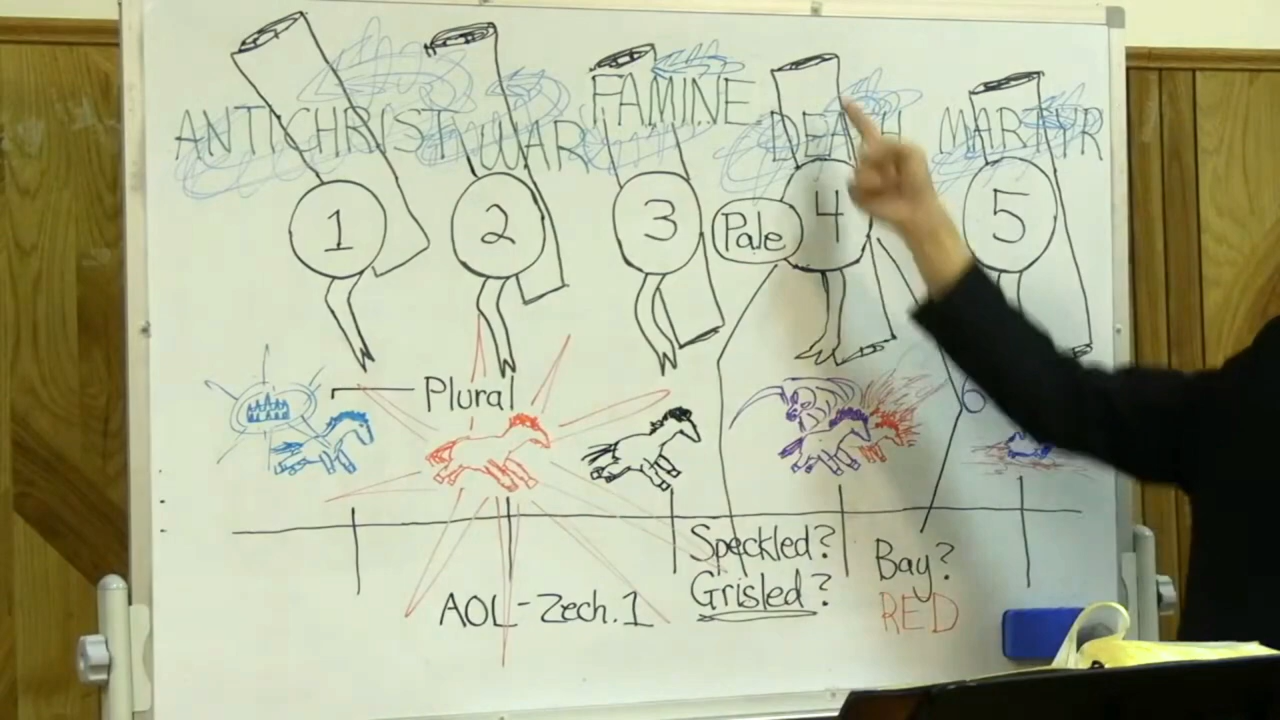 ANTICHRIST WAR FAMINE DEATH MARTYR
1 2 3 Pale 4 5
Plural
6
Speckled? Bay?
Grisled? RED
AOL-Zech.1